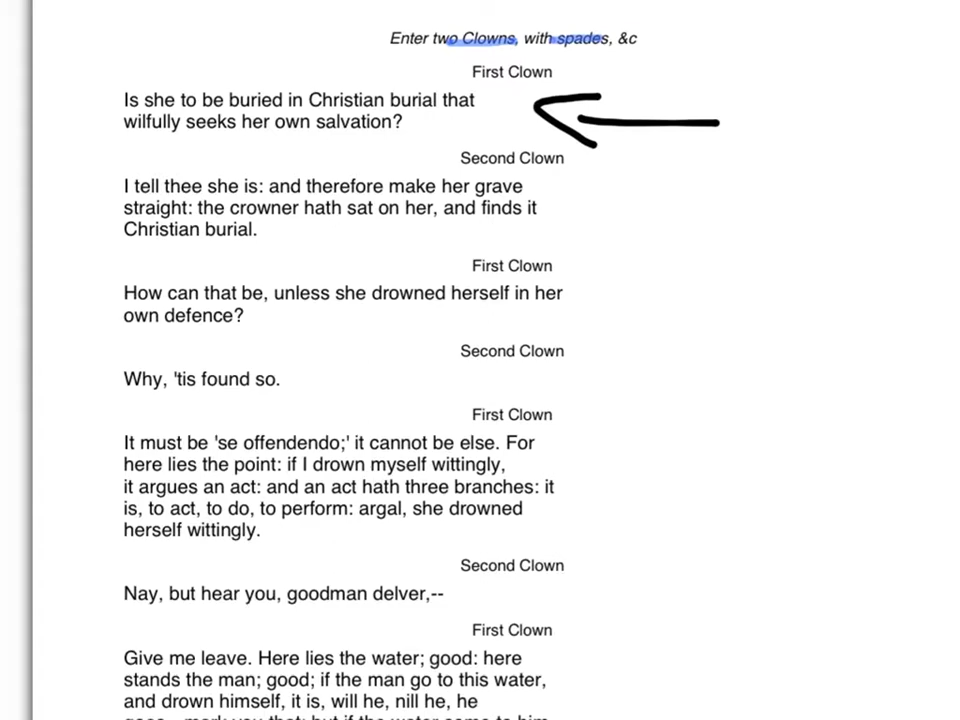 Enter two Clowns, with spades, &c
First Clown
Is she to be buried in Christian burial that
wilfully seeks her own salvation?
Second Clown
I tell thee she is: and therefore make her grave
straight: the crowner hath sat on her, and finds it
Christian burial.
First Clown
How can that be, unless she drowned herself in her
own defence?
Second Clown
Why, 'tis found so.
First Clown
It must be 'se offendendo;' it cannot be else. For
here lies the point: if I drown myself wittingly,
it argues an act: and an act hath three branches: it
is, to act, to do, to perform: argal, she drowned
herself wittingly.
Second Clown
Nay, but hear you, goodman delver,--
First Clown
Give me leave. Here lies the water; good: here
stands the man; good; if the man go to this water,
and drown himself, it is, will he, nill he, he